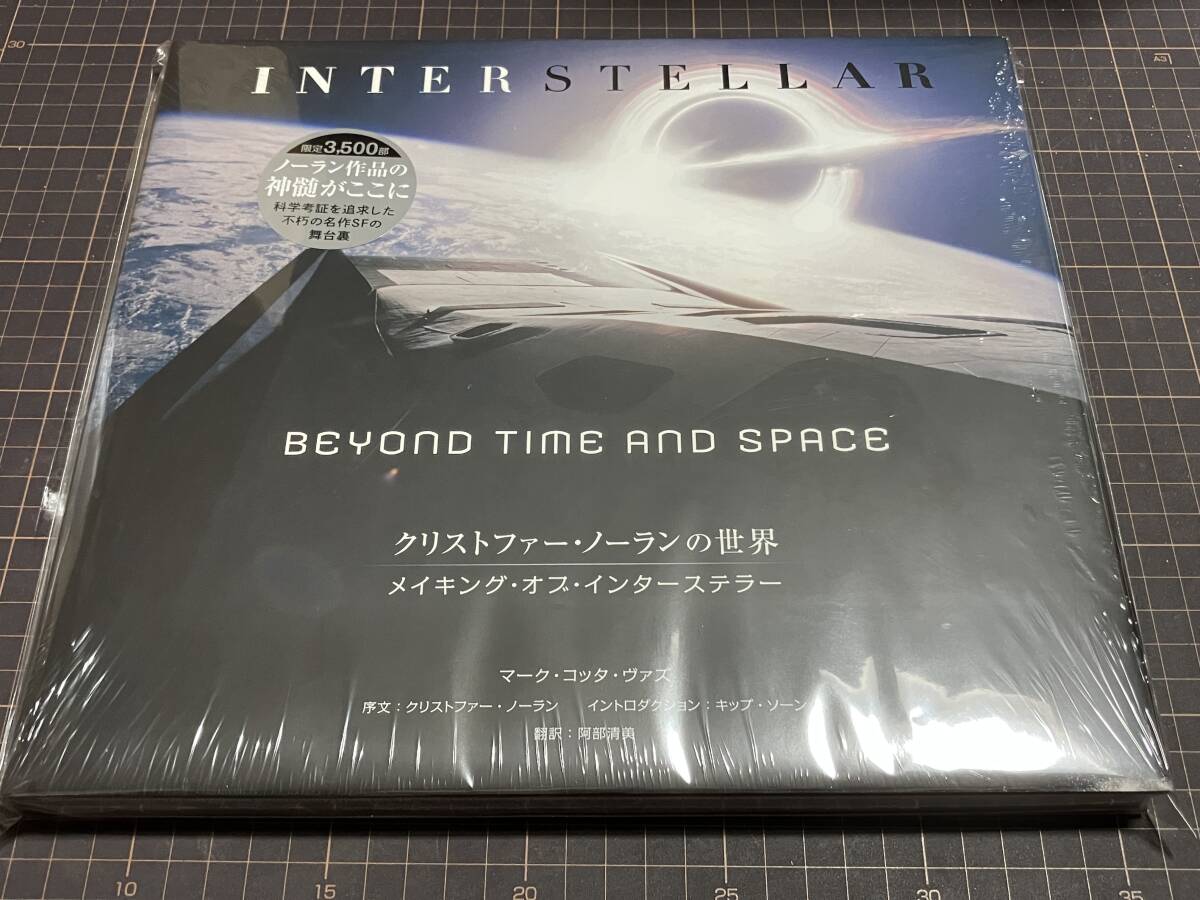 INTERSTELLAR
限定3,500部
ノーラン作品の
神髄がここに
科学考証を追求した
不朽の名作SFの
舞台裏
BEYOND TIME AND SPACE
クリストファー・ノーランの世界
メイキング・オブ・インターステラー
マーク・コッタ・ヴァズ
序文：クリストファー・ノーラン　イントロダクション：キップ・ソーン
翻訳：阿部清美
30
A3
10 15 20 25 30 35